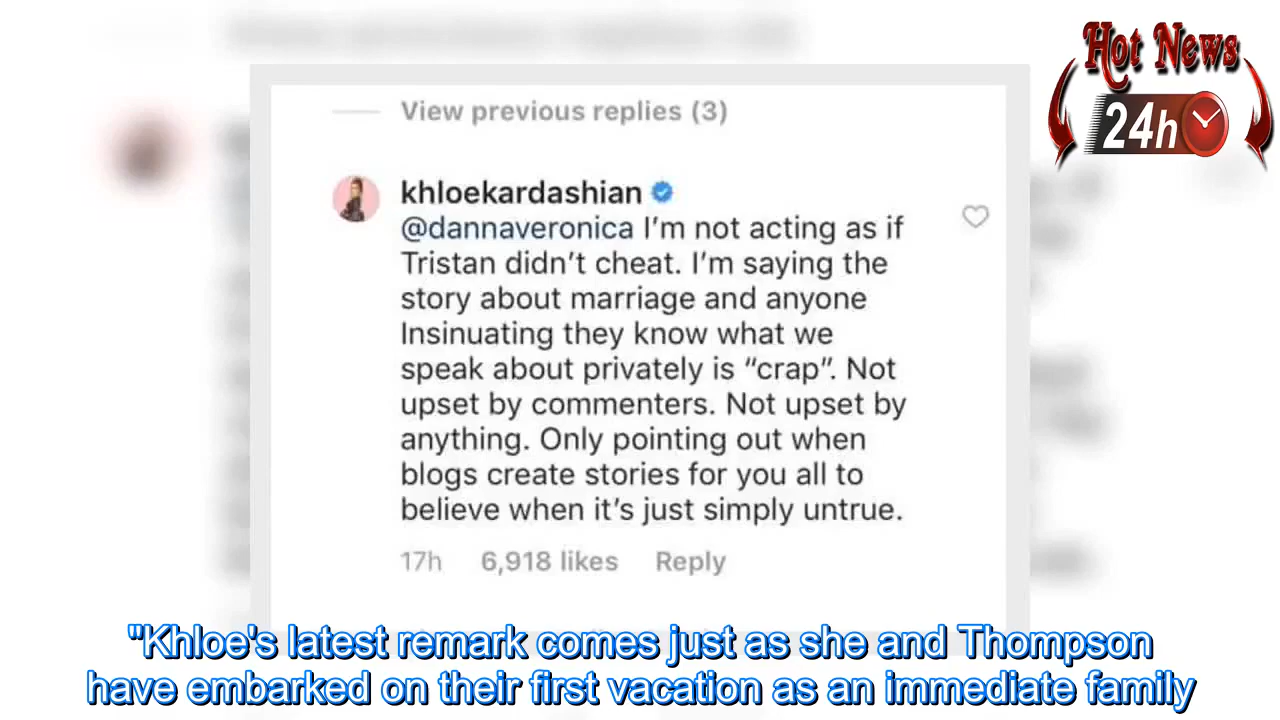 Hot News
24h
View previous replies (3)
khloekardashian
@dannaveronica I’m not acting as if
Tristan didn’t cheat. I’m saying the
story about marriage and anyone
Insinuating they know what we
speak about privately is “crap”. Not
upset by commenters. Not upset by
anything. Only pointing out when
blogs create stories for you all to
believe when it’s just simply untrue.
17h 6,918 likes Reply
"Khloe's latest remark comes just as she and Thompson
have embarked on their first vacation as an immediate family